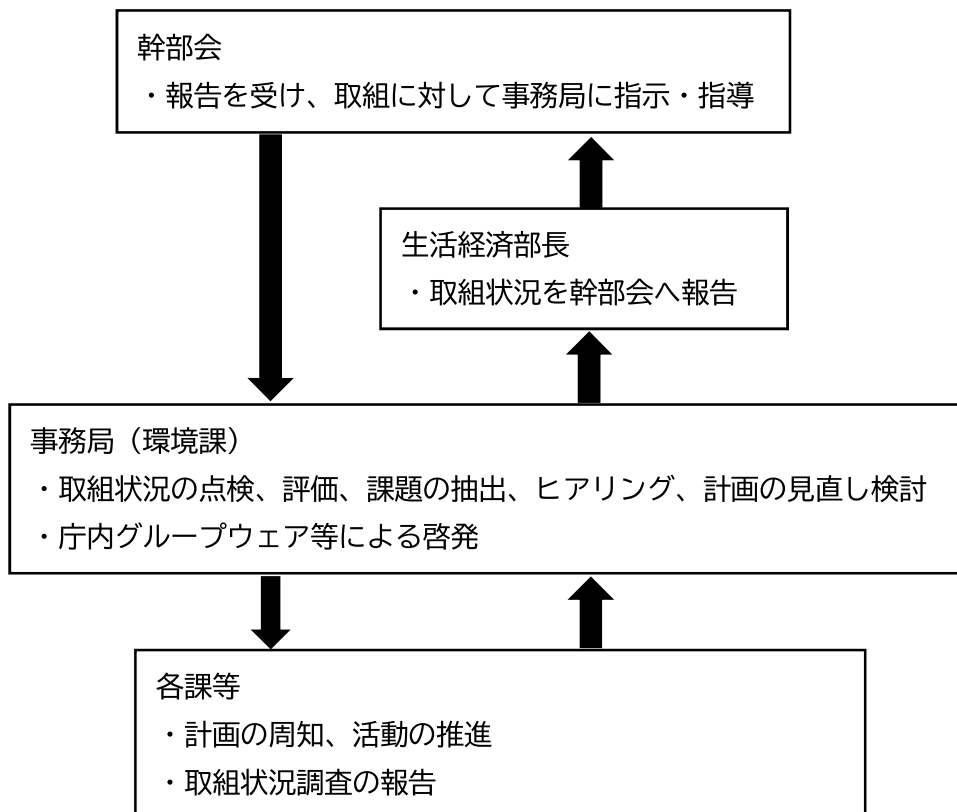 幹部会
・報告を受け、取組に対して事務局に指示・指導
生活経済部長
・取組状況を幹部会へ報告
事務局（環境課）
・取組状況の点検、評価、課題の抽出、ヒアリング、計画の見直し検討
・庁内グループウェア等による啓発
各課等
・計画の周知、活動の推進
・取組状況調査の報告